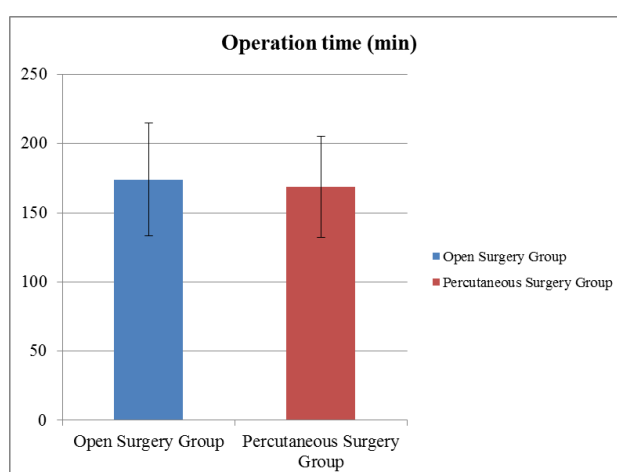 Operation time (min)
250
200
150
100
50
0
Open Surgery Group
Percutaneous Surgery
Group
Open Surgery Group
Percutaneous Surgery Group